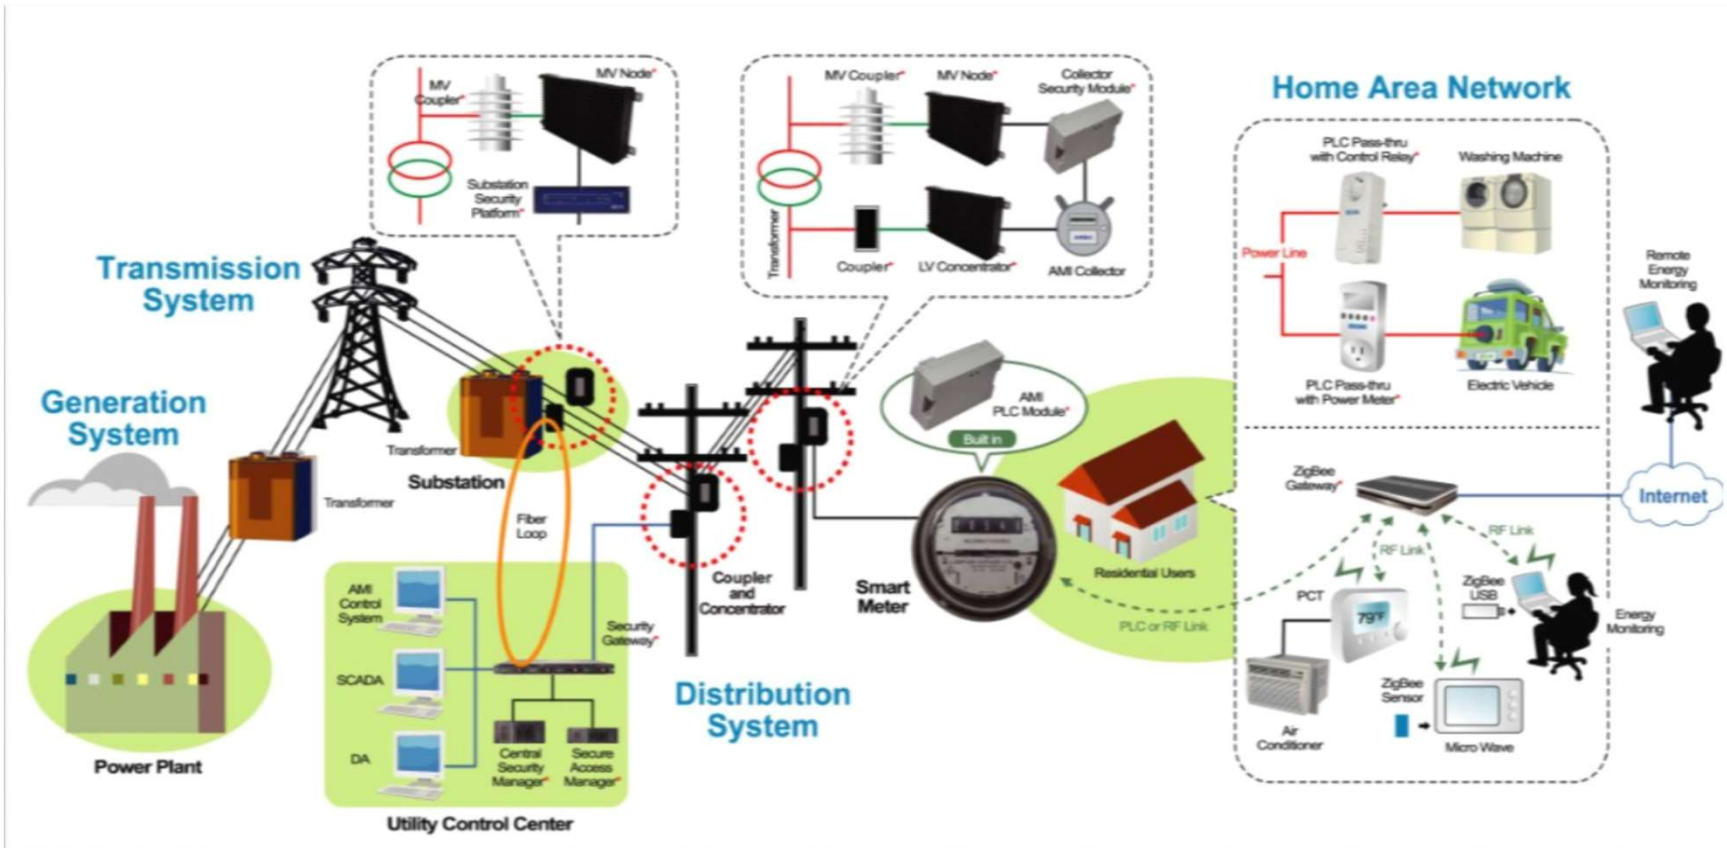 MV
Coupler*
MV Node*
Substation
Security
Platform*
MV Coupler*
MV Node*
Collector
Security Module*
Transformer
Coupler*
LV Concentrator*
AMI Collector
Home Area Network
PLC Pass-thru
with Control Relay*
Washing Machine
Power Line
PLC Pass-thru
with Power Meter*
Electric Vehicle
Remote
Energy
Monitoring
Transmission
System
Generation
System
Transformer
Power Plant
Transformer
Substation
Fiber
Loop
AMI
Control
System
SCADA
DA
Security
Gateway*
Central
Security
Manager*
Secure
Access
Manager*
Utility Control Center
Coupler
and
Concentrator
Distribution
System
AMI
PLC Module*
Built in
Smart
Meter
Residential Users
PLC or RF Link
ZigBee
Gateway*
Internet
RF Link
RF Link
PCT
79°F
ZigBee
USB
Energy
Monitoring
Air
Conditioner
ZigBee
Sensor
Micro Wave